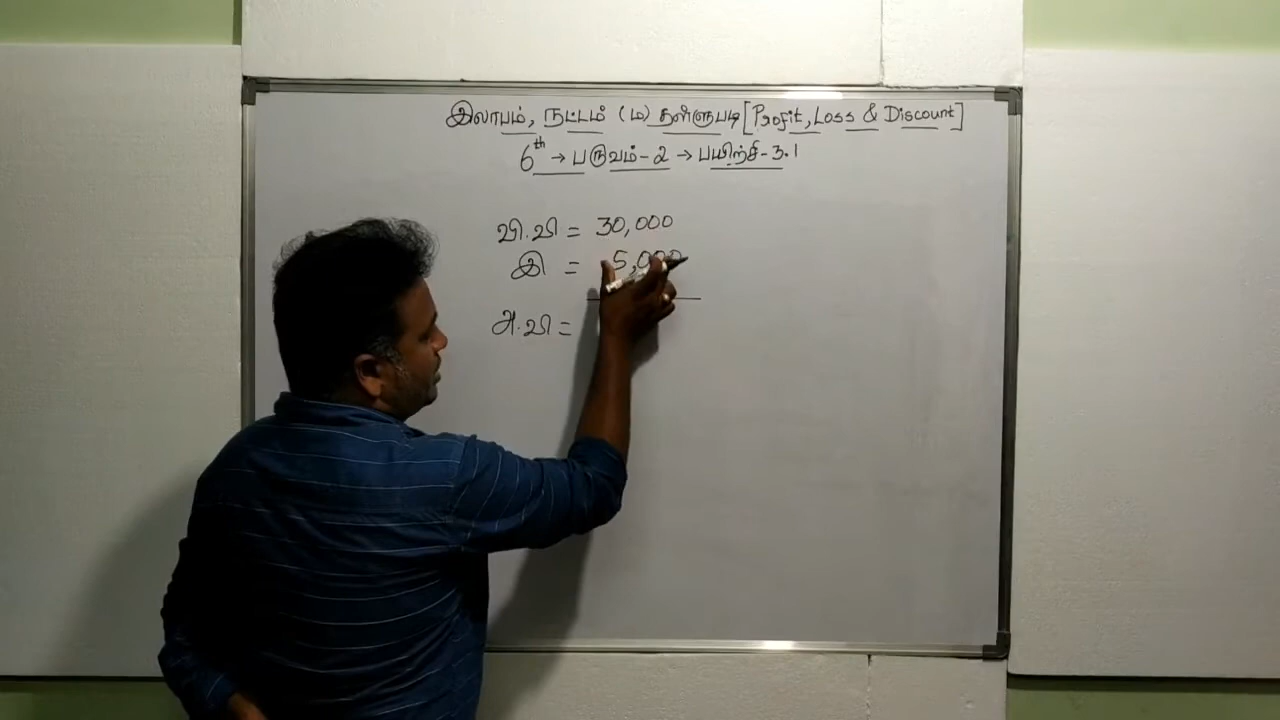 இலாபம், நட்டம் (ம) தள்ளுபடி [Profit, Loss & Discount]
6th → பருவம் - 2 → பயிற்சி - 3.1
வி.வி = 30,000
இ = 5,000
அ.வி =